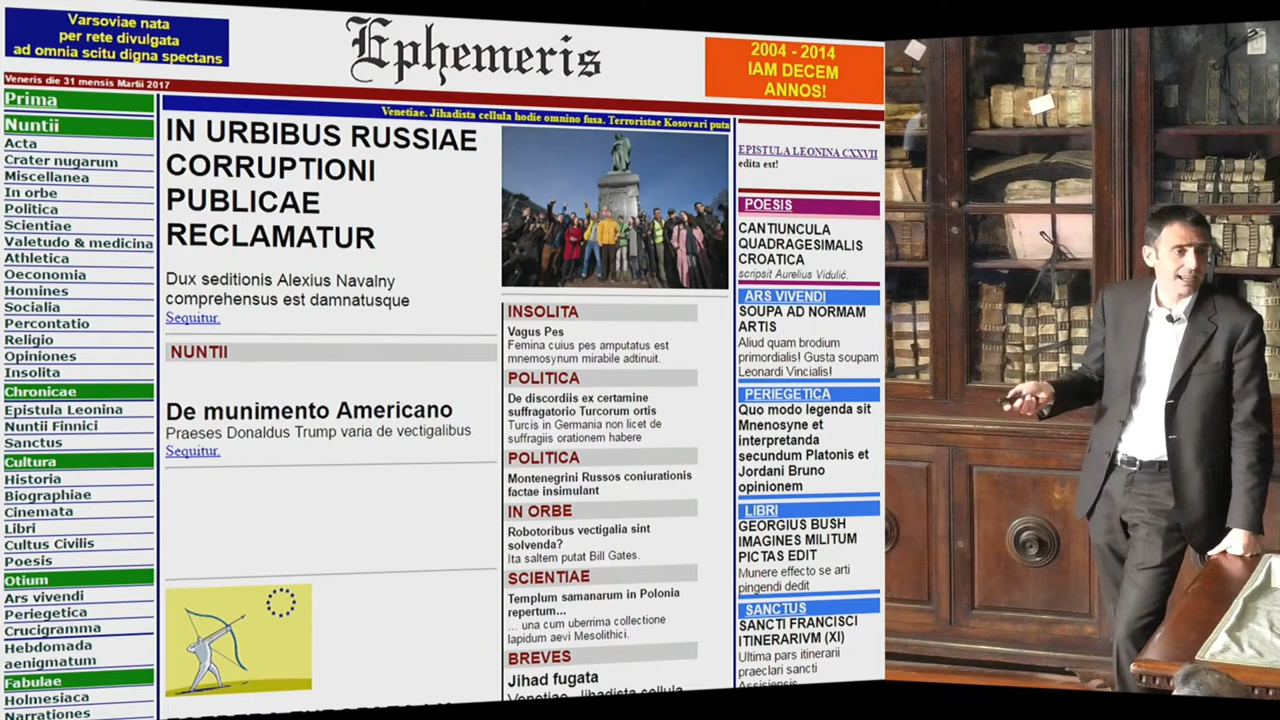 Varsoviae nata
per rete divulgata
ad omnia scitu digna spectans
Ephemeris
2004 - 2014
IAM DECEM
ANNOS!
Veneris die 31 mensis Martii 2017
Prima
Nuntii
Acta
Crater nugarum
Miscellanea
In orbe
Politica
Scientiae
Valetudo & medicina
Athletica
Oeconomia
Homines
Socialia
Percontatio
Religio
Opiniones
Insolita
Chronicae
Epistula Leonina
Nuntii Finnici
Sanctus
Cultura
Historia
Biographiae
Cinemata
Libri
Cultus Civilis
Poesis
Otium
Ars vivendi
Periegetica
Crucigramma
Hebdomada
aenigmatum
Fabulae
Holmesiaca
Narrationes
Venetiae. Jihadista cellula hodie omnino fusa. Terroristae Kosovari puta
IN URBIBUS RUSSIAE
CORRUPTIONI
PUBLICAE
RECLAMATUR
Dux seditionis Alexius Navalny
comprehensus est damnatusque
Sequitur.
NUNTII
De munimento Americano
Praeses Donaldus Trump varia de vectigalibus
Sequitur.
INSOLITA
Vagus Pes
Femina cuius pes amputatus est
mnemosynum mirabile adtinuit.
POLITICA
De discordiis ex certamine
suffragatorio Turcorum ortis
Turcis in Germania non licet de
suffragiis orationem habere
POLITICA
Montenegrini Russos coniurationis
factae insimulant
IN ORBE
Robotoribus vectigalia sint
solvenda?
Ita saltem putat Bill Gates.
SCIENTIAE
Templum samanarum in Polonia
repertum...
... una cum uberrima collectione
lapidum aevi Mesolithici.
BREVES
Jihad fugata
Venetiae. Jihadista cellula
EPISTULA LEONINA CXXVII
edita est!
POESIS
CANTIUNCULA
QUADRAGESIMALIS
CROATICA
scripsit Aurelius Vidulić.
ARS VIVENDI
SOUPA AD NORMAM
ARTIS
Aliud quam brodium
primordialis! Gusta soupam
Leonardi Vincialis!
PERIEGETICA
Quo modo legenda sit
Mnenosyne et
interpretanda
secundum Platonis et
Jordani Bruno
opinionem
LIBRI
GEORGIUS BUSH
IMAGINES MILITUM
PICTAS EDIT
Munere effecto se arti
pingendi dedit
SANCTUS
SANCTI FRANCISCI
ITINERARIVM (XI)
Ultima pars itinerarii
praeclari sancti
Assisiensis